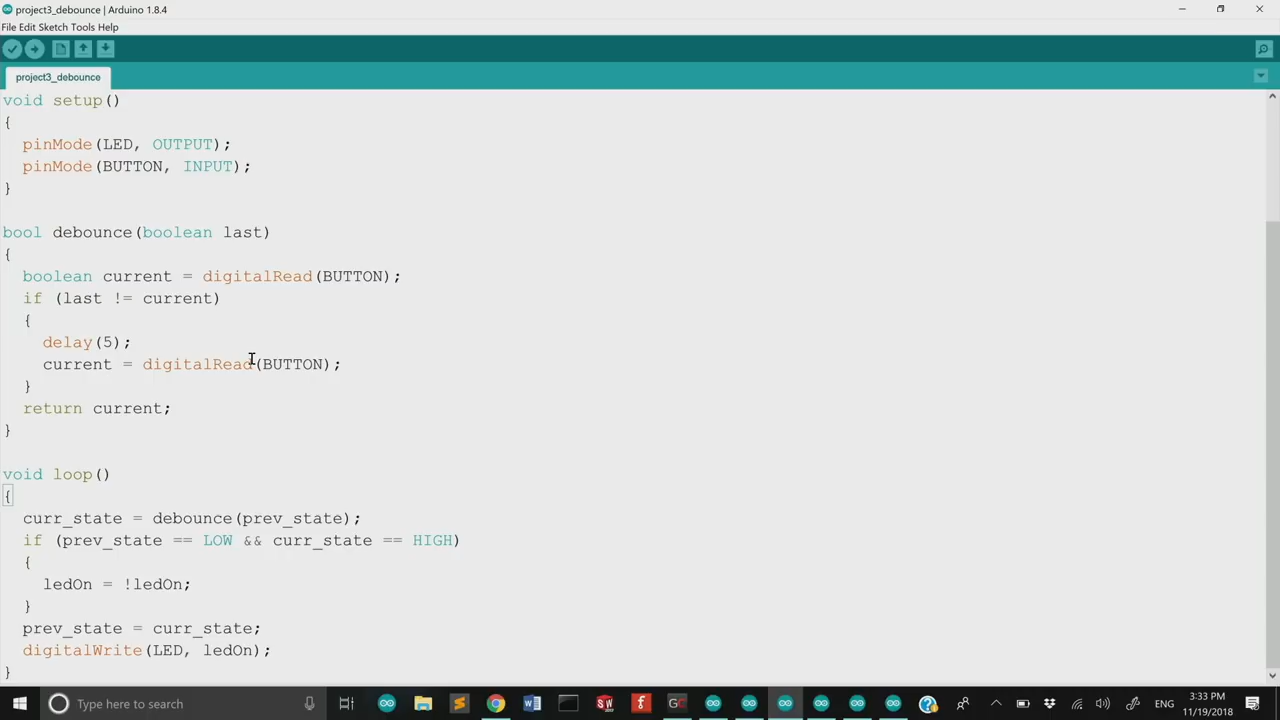 project3_debounce | Arduino 1.8.4
File Edit Sketch Tools Help
project3_debounce
void setup()
{
  pinMode(LED, OUTPUT);
  pinMode(BUTTON, INPUT);
}
bool debounce(boolean last)
{
  boolean current = digitalRead(BUTTON);
  if (last != current)
  {
    delay(5);
    current = digitalRead(BUTTON);
  }
  return current;
}
void loop()
{
  curr_state = debounce(prev_state);
  if (prev_state == LOW && curr_state == HIGH)
  {
    ledOn = !ledOn;
  }
  prev_state = curr_state;
  digitalWrite(LED, ledOn);
}
Type here to search
ENG
3:33 PM
11/19/2018